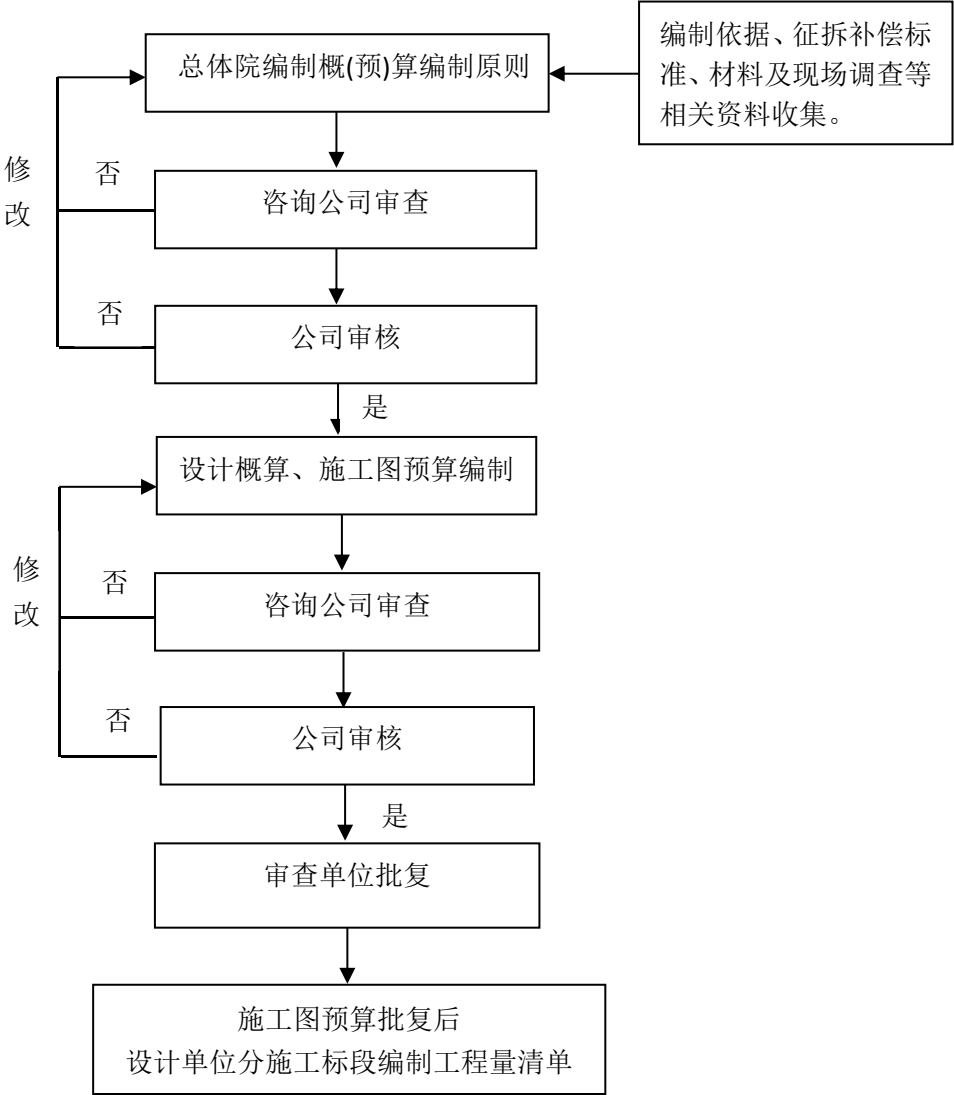 总体院编制概(预)算编制原则
编制依据、征拆补偿标
准、材料及现场调查等
相关资料收集。
修
改
否
咨询公司审查
否
公司审核
是
设计概算、施工图预算编制
修
改
否
咨询公司审查
否
公司审核
是
审查单位批复
施工图预算批复后
设计单位分施工标段编制工程量清单